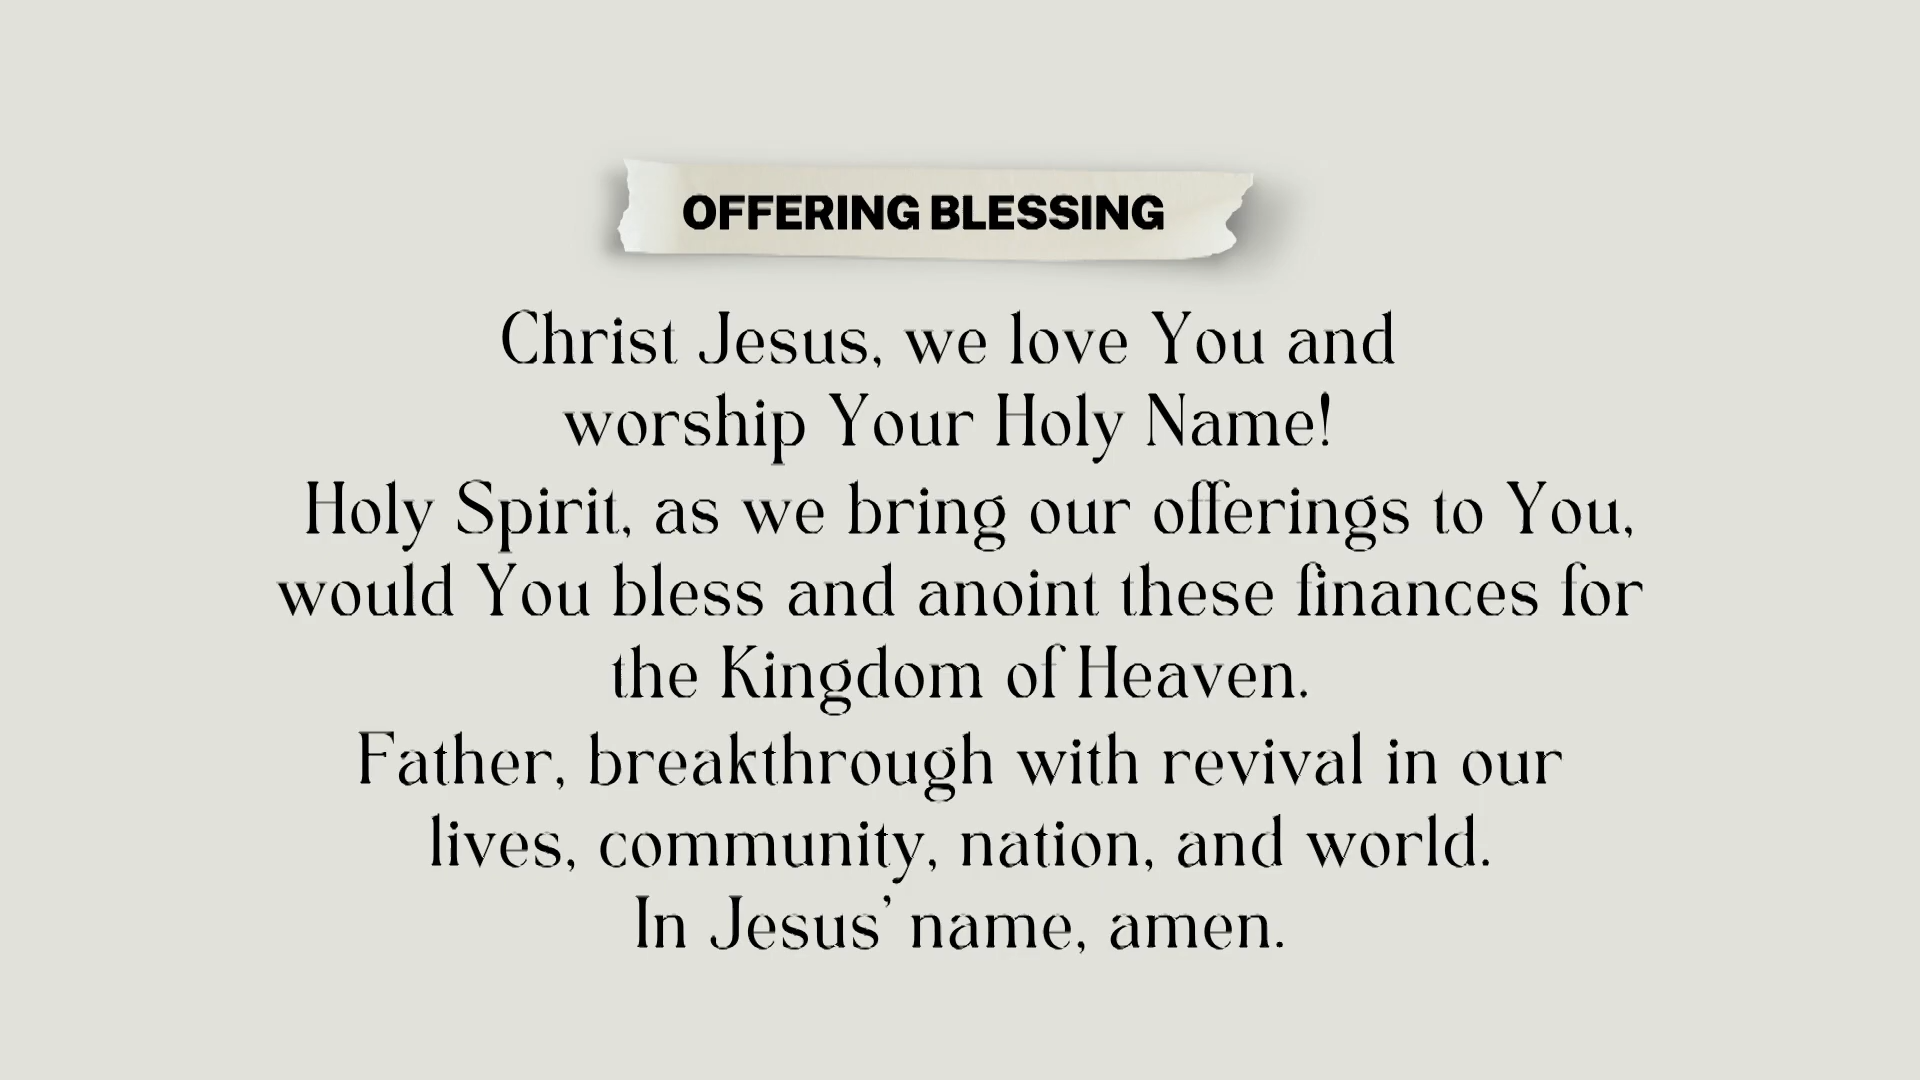 OFFERING BLESSING
Christ Jesus, we love You and
worship Your Holy Name!
Holy Spirit, as we bring our offerings to You,
would You bless and anoint these finances for
the Kingdom of Heaven.
Father, breakthrough with revival in our
lives, community, nation, and world.
In Jesus’ name, amen.